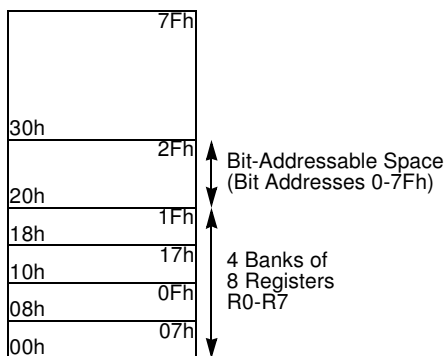 7Fh
30h
2Fh
20h
Bit-Addressable Space
(Bit Addresses 0-7Fh)
1Fh
18h
17h
10h
0Fh
08h
07h
00h
4 Banks of
8 Registers
R0-R7